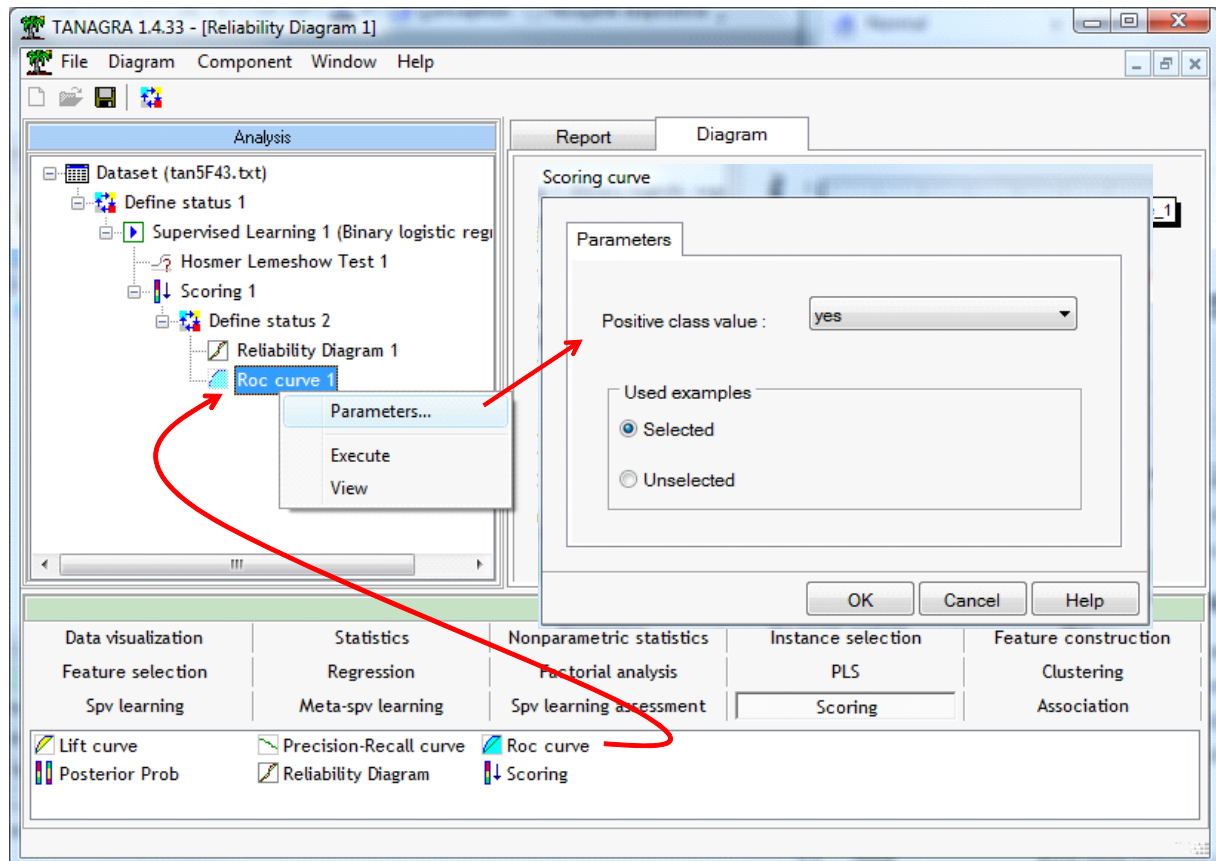 TANAGRA 1.4.33 - [Reliability Diagram 1]
File Diagram Component Window Help
Analysis
Report Diagram
Dataset (tan5F43.txt)
Define status 1
Supervised Learning 1 (Binary logistic regr
Hosmer Lemeshow Test 1
Scoring 1
Define status 2
Reliability Diagram 1
Roc curve 1
Parameters...
Execute
View
Scoring curve
_1
Parameters
Positive class value : yes
Used examples
Selected
Unselected
OK Cancel Help
Data visualization Statistics Nonparametric statistics Instance selection Feature construction
Feature selection Regression Factorial analysis PLS Clustering
Spv learning Meta-spv learning Spv learning assessment Scoring Association
Lift curve Precision-Recall curve Roc curve
Posterior Prob Reliability Diagram Scoring